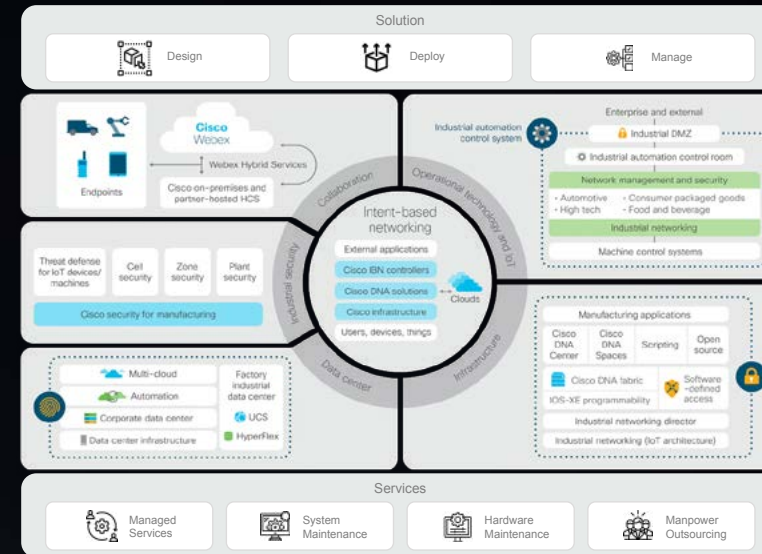 Solution
Design
Deploy
Manage
Cisco
Webex
Webex Hybrid Services
Endpoints
Cisco on-premises and
partner-hosted HCS
Collaboration
Operational technology and IoT
Industrial automation
control system
Enterprise and external
Industrial DMZ
Industrial automation control room
Network management and security
- Automotive
- Consumer packaged goods
- High tech
- Food and beverage
Industrial networking
Machine control systems
Threat defense
for IoT devices/
machines
Cell
security
Zone
security
Plant
security
Cisco security for manufacturing
Industrial security
Intent-based
networking
External applications
Cisco IBN controllers
Cisco DNA solutions
Cisco infrastructure
Users, devices, things
Clouds
Data center
Infrastructure
Multi-cloud
Automation
Corporate data center
Data center infrastructure
Factory
industrial
data center
UCS
HyperFlex
Manufacturing applications
Cisco
DNA
Center
Cisco
DNA
Spaces
Scripting
Open
source
Cisco DNA fabric
IOS-XE programmability
Software
-defined
access
Industrial networking director
Industrial networking (IoT architecture)
Services
Managed
Services
System
Maintenance
Hardware
Maintenance
Manpower
Outsourcing